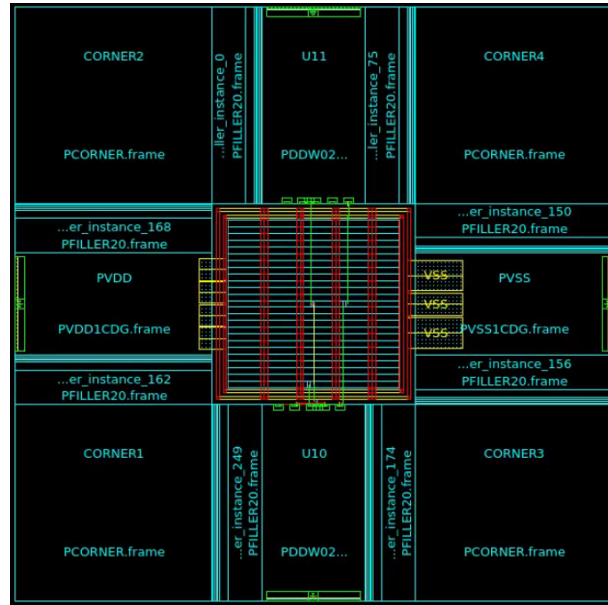 CORNER2
PCORNER.frame
...ller_instance_0
PFILLER20.frame
U11
PDDW02...
...ler_instance_75
PFILLER20.frame
CORNER4
PCORNER.frame
...er_instance_168
PFILLER20.frame
...er_instance_150
PFILLER20.frame
PVDD
PVDD1CDG.frame
VSS
VSS
VSS
PVSS
PVSS1CDG.frame
...er_instance_162
PFILLER20.frame
...er_instance_156
PFILLER20.frame
CORNER1
PCORNER.frame
...er_instance_249
PFILLER20.frame
U10
PDDW02...
...er_instance_174
PFILLER20.frame
CORNER3
PCORNER.frame